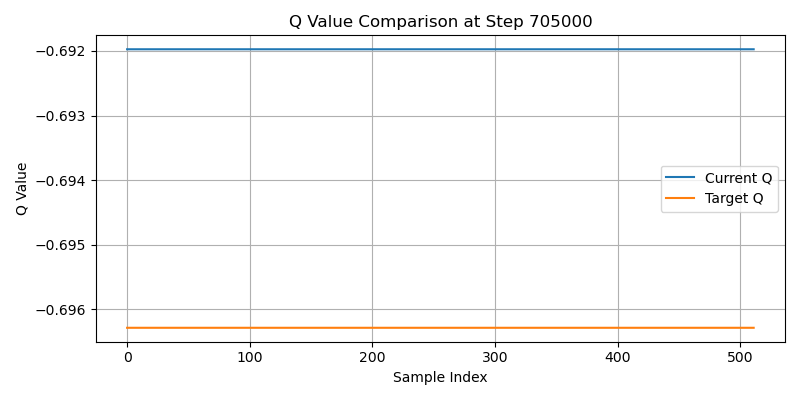 Q Value Comparison at Step 705000
Q Value
−0.692
−0.693
−0.694
−0.695
−0.696
Current Q
Target Q
0 100 200 300 400 500
Sample Index